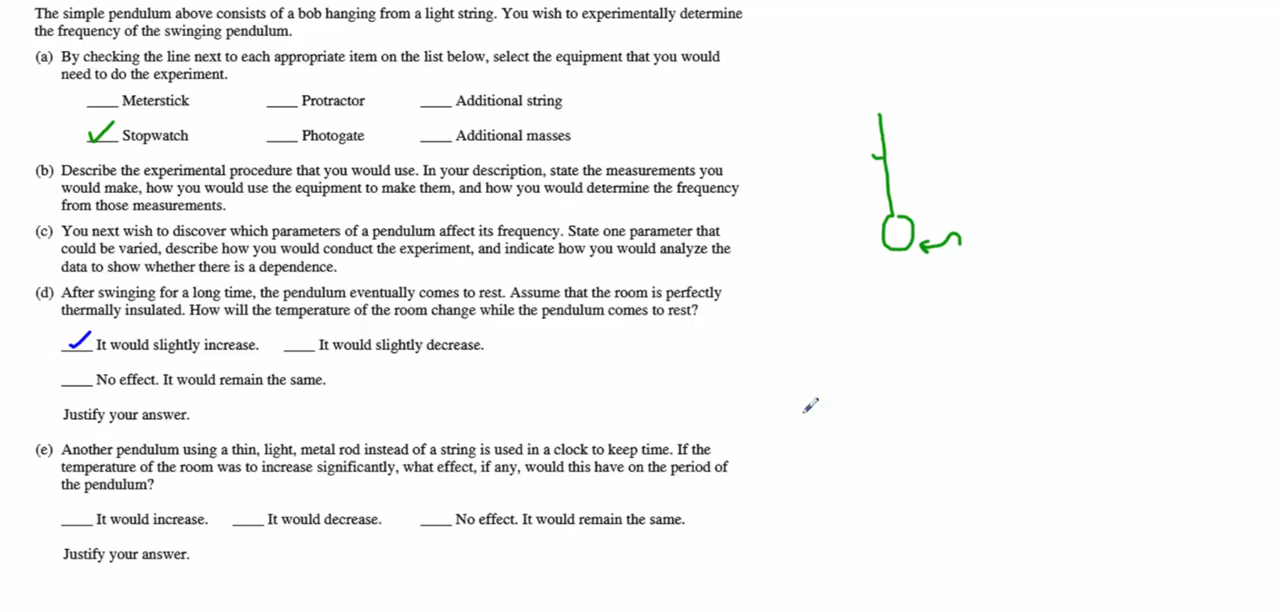 The simple pendulum above consists of a bob hanging from a light string. You wish to experimentally determine
the frequency of the swinging pendulum.
(a) By checking the line next to each appropriate item on the list below, select the equipment that you would
need to do the experiment.
____ Meterstick ____ Protractor ____ Additional string
____ Stopwatch ____ Photogate ____ Additional masses
(b) Describe the experimental procedure that you would use. In your description, state the measurements you
would make, how you would use the equipment to make them, and how you would determine the frequency
from those measurements.
(c) You next wish to discover which parameters of a pendulum affect its frequency. State one parameter that
could be varied, describe how you would conduct the experiment, and indicate how you would analyze the
data to show whether there is a dependence.
(d) After swinging for a long time, the pendulum eventually comes to rest. Assume that the room is perfectly
thermally insulated. How will the temperature of the room change while the pendulum comes to rest?
____ It would slightly increase. ____ It would slightly decrease.
____ No effect. It would remain the same.
Justify your answer.
(e) Another pendulum using a thin, light, metal rod instead of a string is used in a clock to keep time. If the
temperature of the room was to increase significantly, what effect, if any, would this have on the period of
the pendulum?
____ It would increase. ____ It would decrease. ____ No effect. It would remain the same.
Justify your answer.